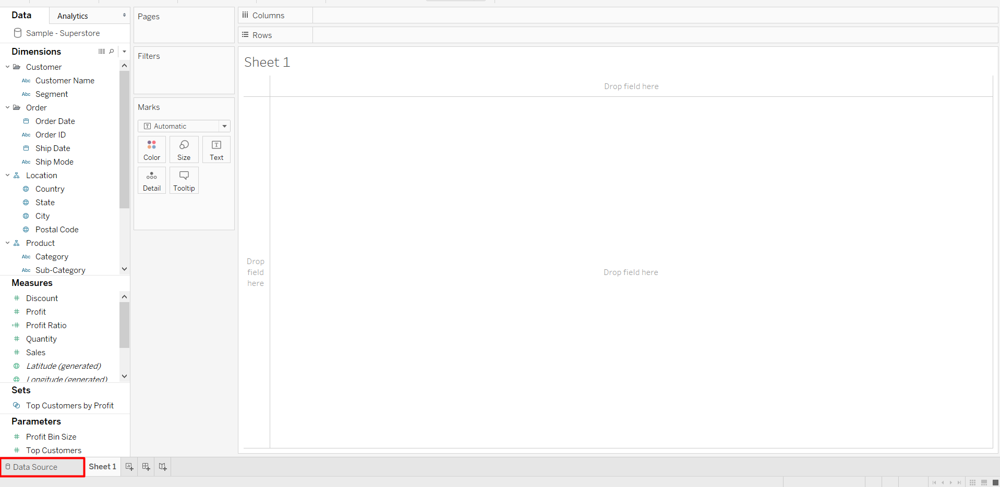 Data
Analytics
Sample - Superstore
Dimensions
Customer
Abc Customer Name
Abc Segment
Order
Order Date
Abc Order ID
Ship Date
Abc Ship Mode
Location
Country
State
City
Postal Code
Product
Abc Category
Abc Sub-Category
Measures
# Discount
# Profit
=# Profit Ratio
# Quantity
# Sales
Latitude (generated)
Longitude (generated)
Sets
Top Customers by Profit
Parameters
# Profit Bin Size
# Top Customers
Pages
Filters
Marks
T Automatic
Color
Size
T
Text
Detail
Tooltip
Columns
Rows
Sheet 1
Drop field here
Drop
field
here
Drop field here
Data Source
Sheet 1